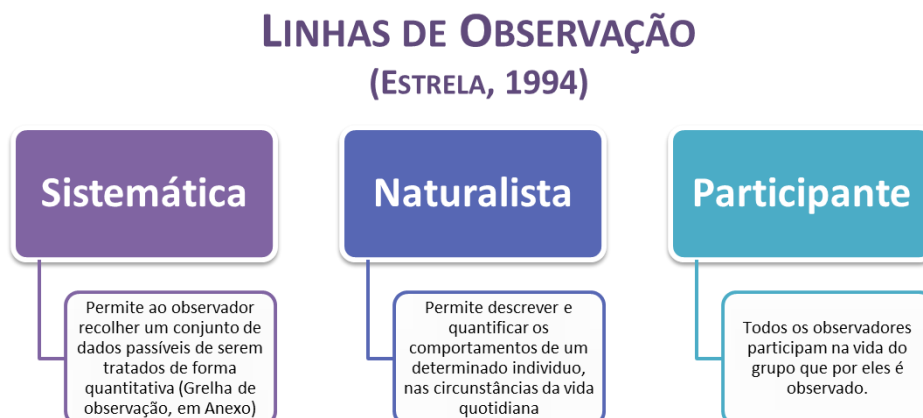 LINHAS DE OBSERVAÇÃO
(ESTRELA, 1994)
Sistemática
Naturalista
Participante
Permite ao observador
recolher um conjunto de
dados passíveis de serem
tratados de forma
quantitativa (Grelha de
observação, em Anexo)
Permite descrever e
quantificar os
comportamentos de um
determinado individuo,
nas circunstâncias da vida
quotidiana
Todos os observadores
participam na vida do
grupo que por eles é
observado.